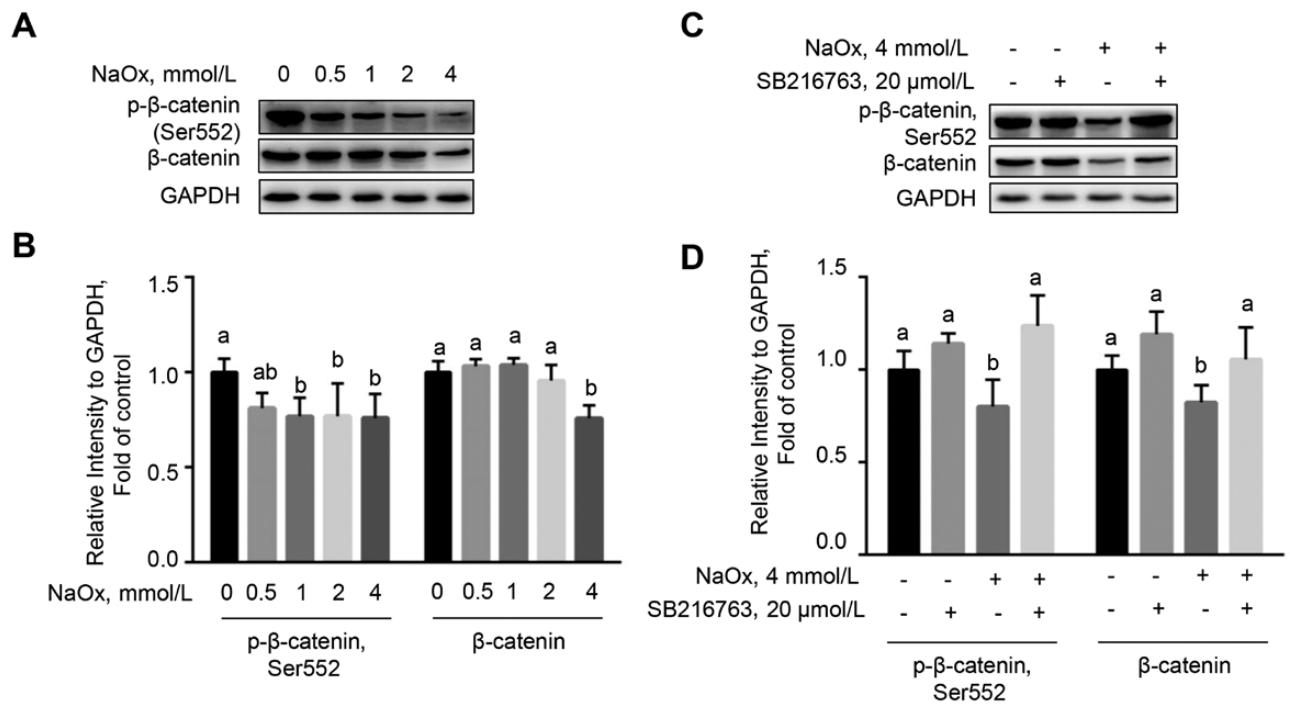 A
NaOx, mmol/L 0 0.5 1 2 4
p-β-catenin
(Ser552)
β-catenin
GAPDH
B
Relative Intensity to GAPDH,
Fold of control
1.5
1.0
0.5
0.0
a ab b b b a a a a b
NaOx, mmol/L 0 0.5 1 2 4 0 0.5 1 2 4
p-β-catenin,
Ser552
β-catenin
C
NaOx, 4 mmol/L - - + +
SB216763, 20 µmol/L - + - +
p-β-catenin,
Ser552
β-catenin
GAPDH
D
Relative Intensity to GAPDH,
Fold of control
1.5
1.0
0.5
0.0
a a b a a a b a
NaOx, 4 mmol/L - - + + - - + +
SB216763, 20 µmol/L - + - + - + - +
p-β-catenin,
Ser552
β-catenin